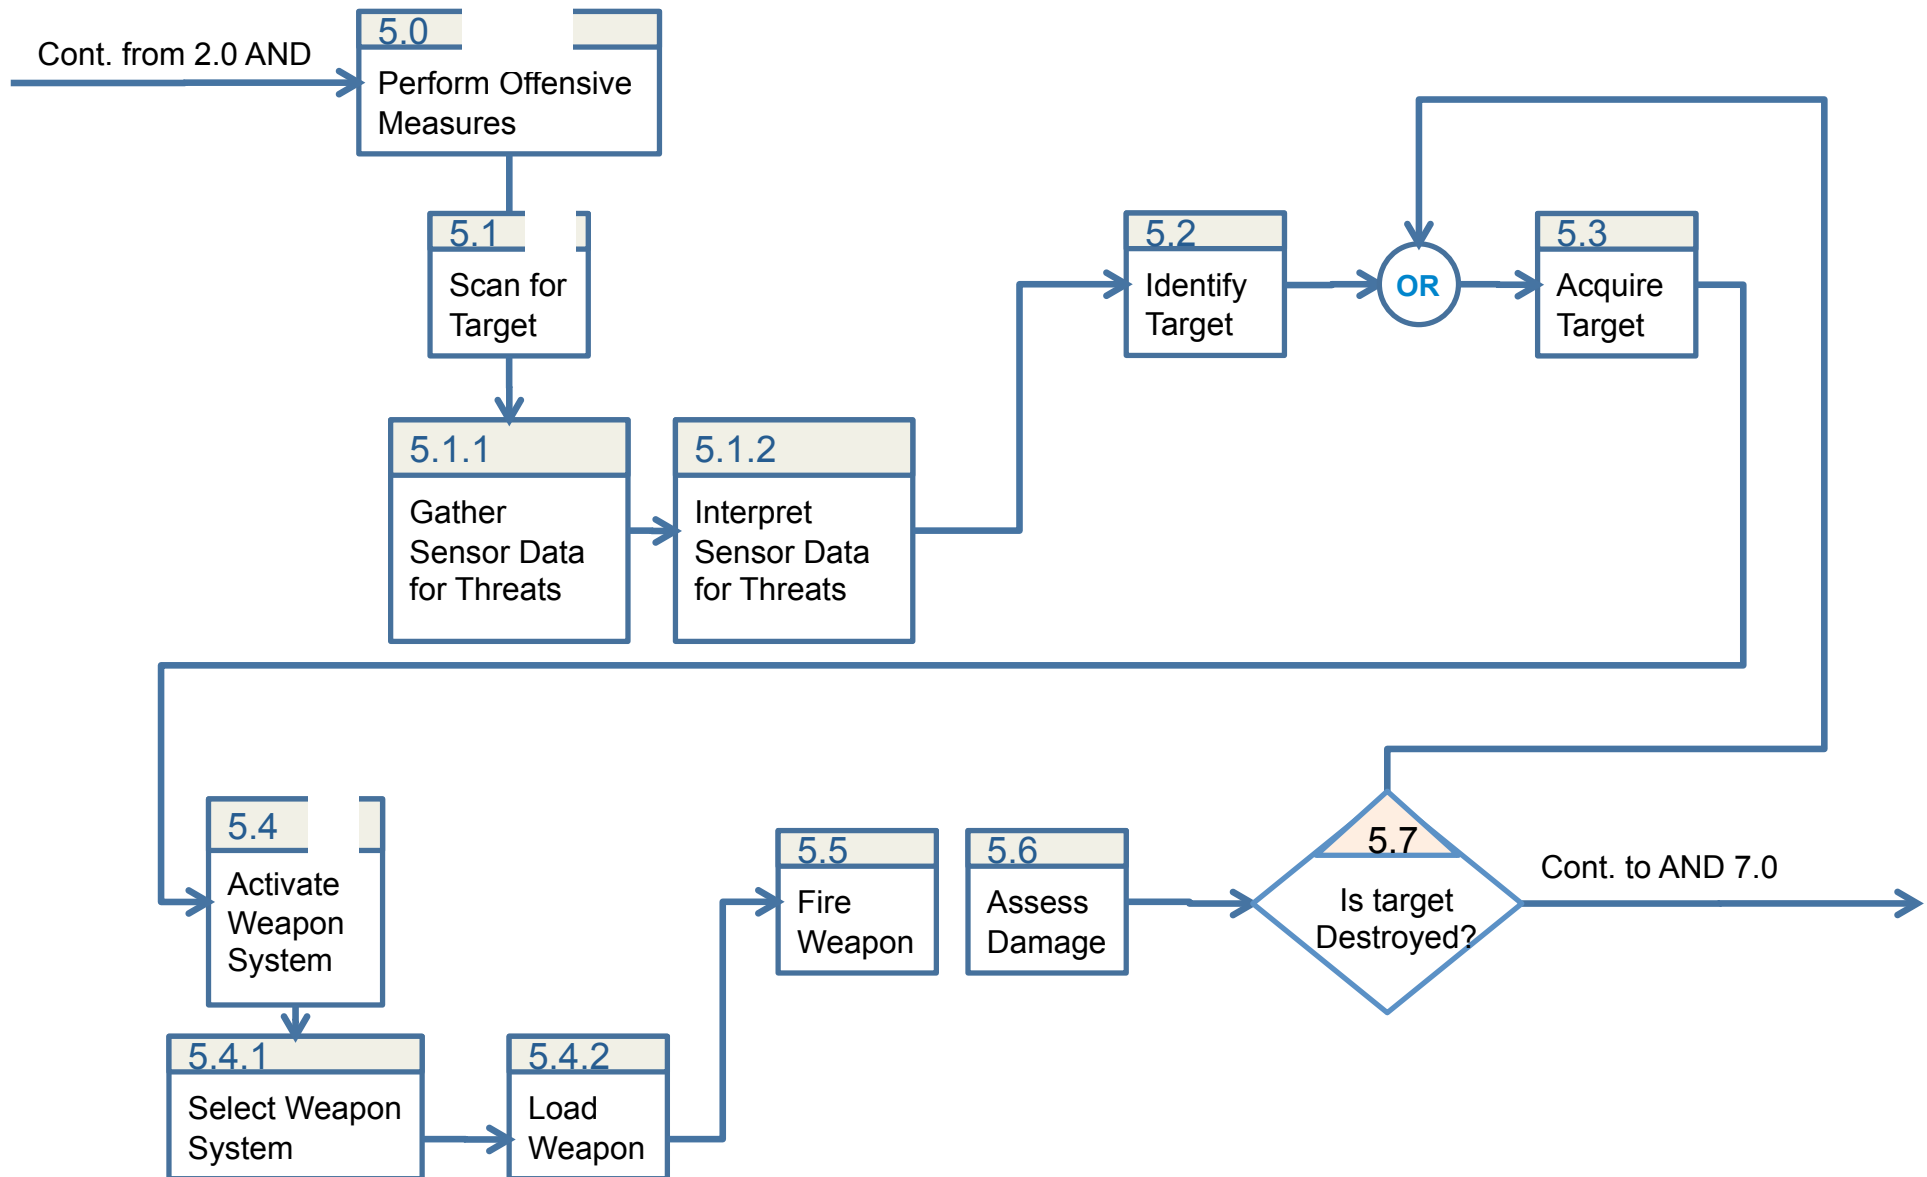 Cont. from 2.0 AND
5.0
Perform Offensive
Measures
5.1
Scan for
Target
5.2
Identify
Target
OR
5.3
Acquire
Target
5.1.1
Gather
Sensor Data
for Threats
5.1.2
Interpret
Sensor Data
for Threats
5.4
Activate
Weapon
System
5.4.1
Select Weapon
System
5.4.2
Load
Weapon
5.5
Fire
Weapon
5.6
Assess
Damage
5.7
Is target
Destroyed?
Cont. to AND 7.0